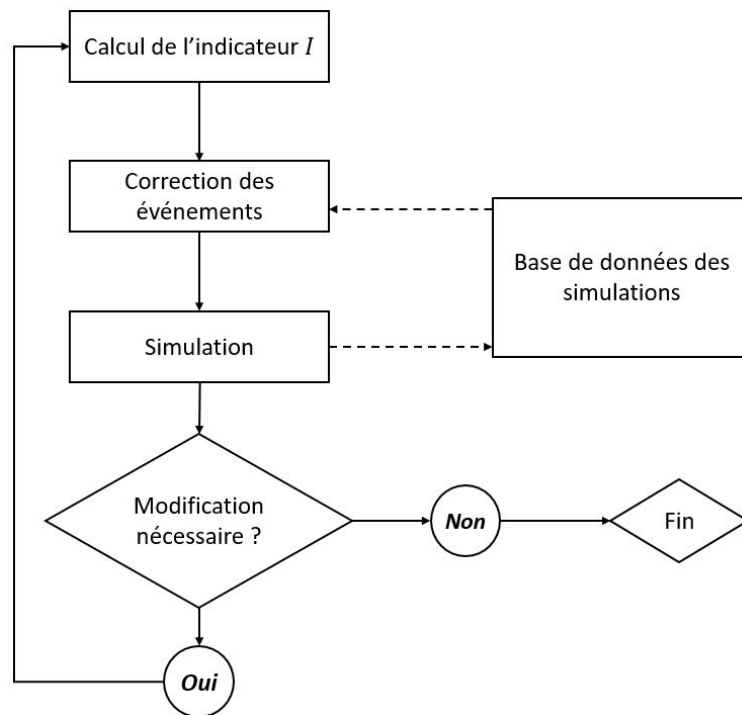 Calcul de l’indicateur I
Correction des
événements
Base de données des
simulations
Simulation
Modification
nécessaire ?
Non
Fin
Oui